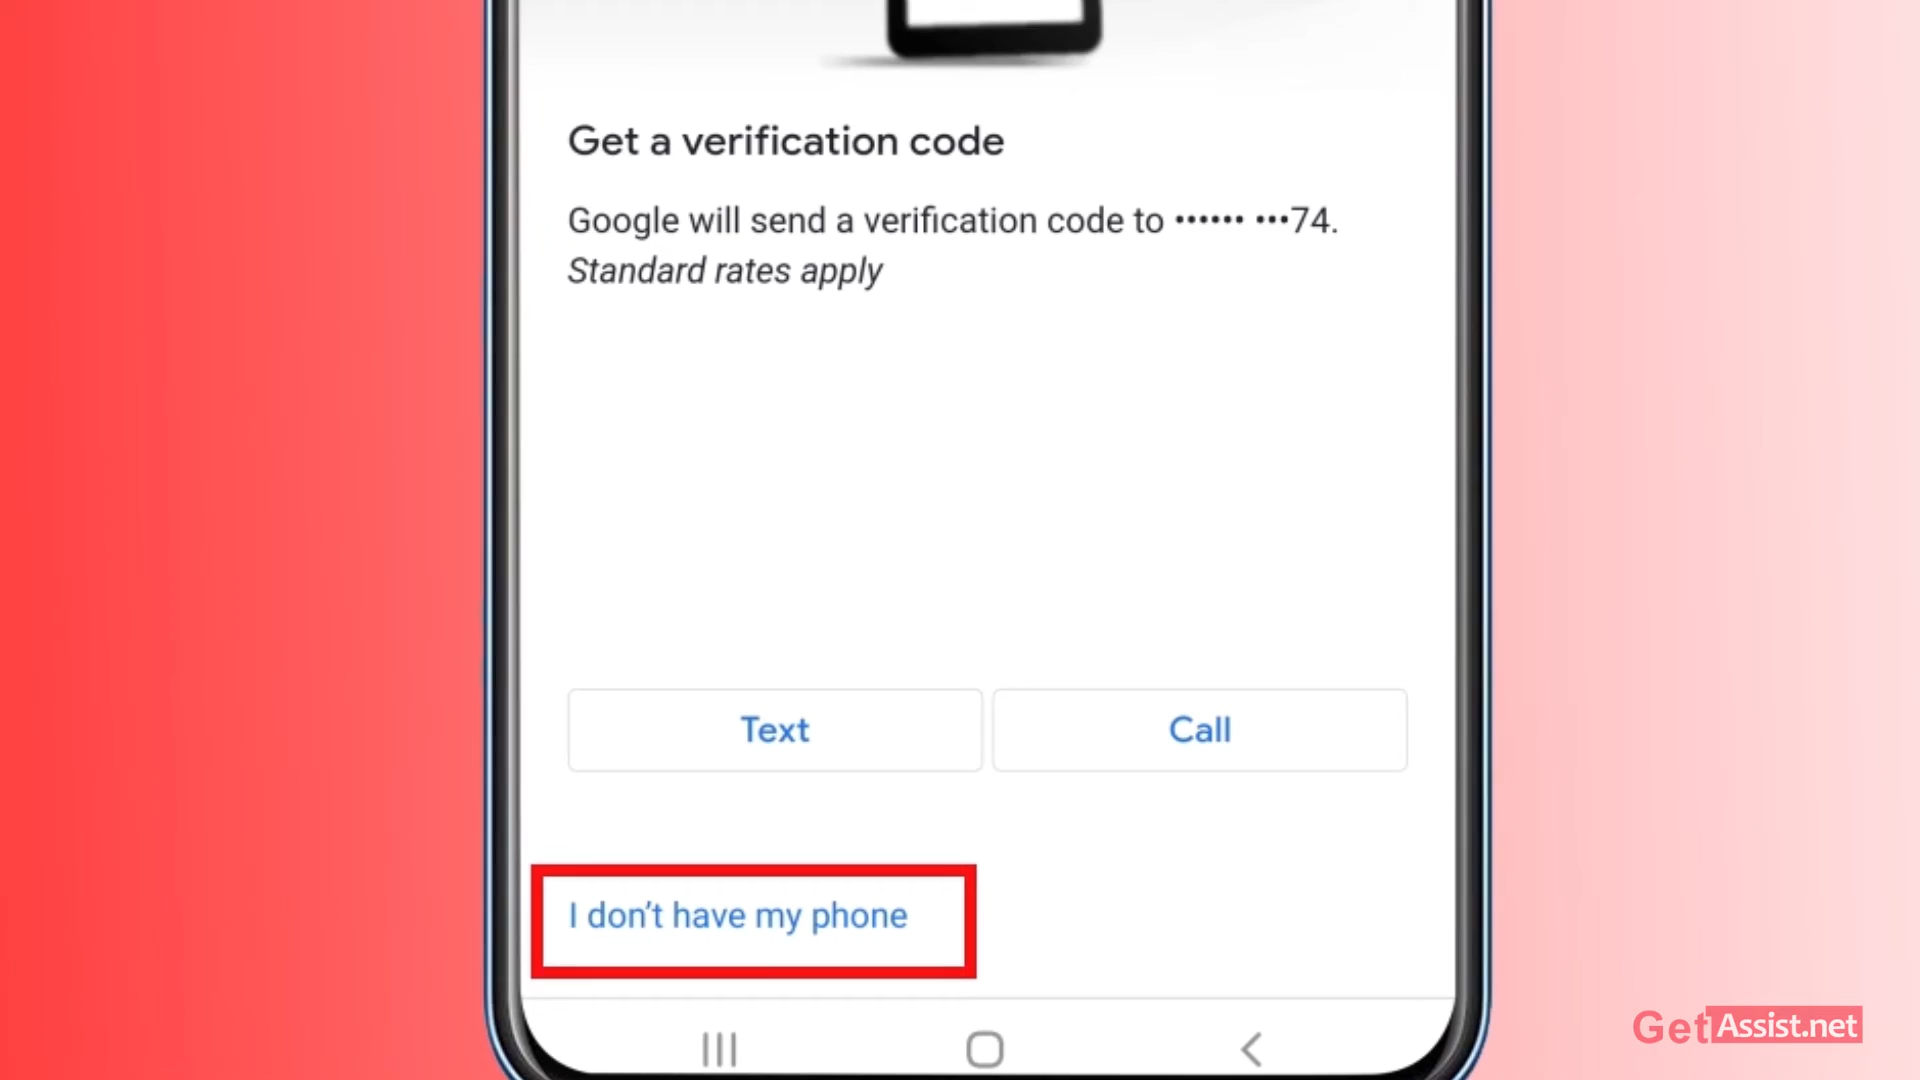 Get a verification code
Google will send a verification code to •••••• •••74.
Standard rates apply
Text
Call
I don’t have my phone
GetAssist.net